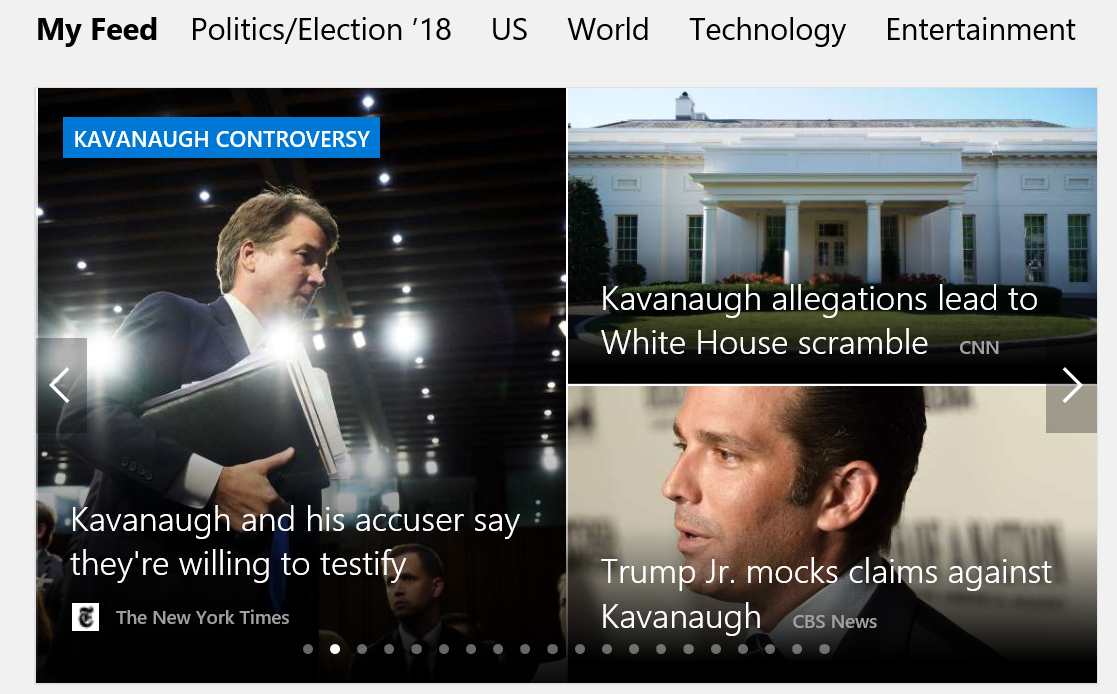 My Feed Politics/Election ’18 US World Technology Entertainment
KAVANAUGH CONTROVERSY
Kavanaugh and his accuser say
they're willing to testify
The New York Times
Kavanaugh allegations lead to
White House scramble CNN
Trump Jr. mocks claims against
Kavanaugh CBS News